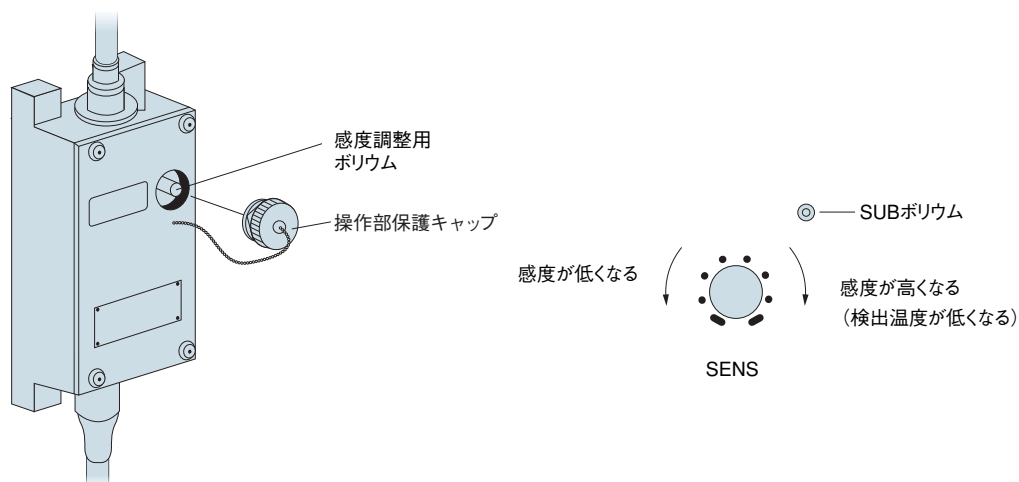 感度調整用
ボリウム
操作部保護キャップ
SUBボリウム
感度が低くなる
感度が高くなる
（検出温度が低くなる）
SENS